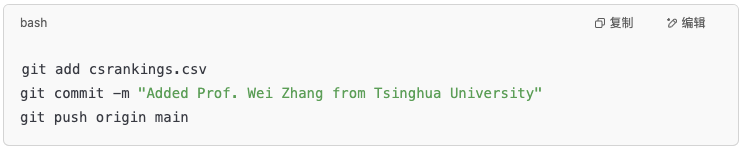 bash 复制 编辑
git add csrankings.csv
git commit -m "Added Prof. Wei Zhang from Tsinghua University"
git push origin main